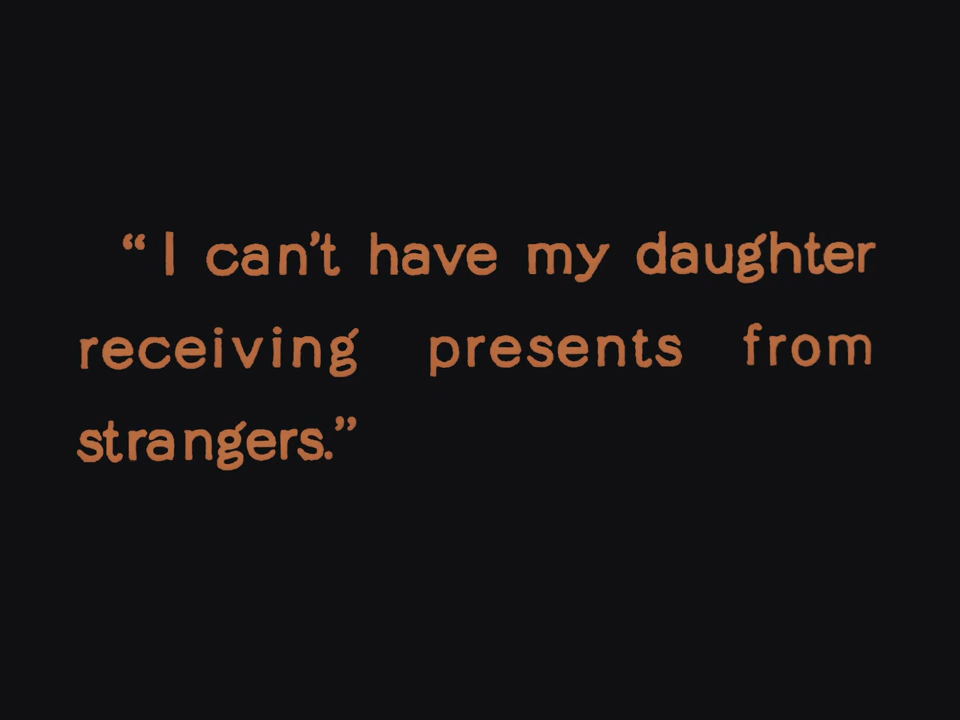 “I can’t have my daughter
receiving presents from
strangers.”